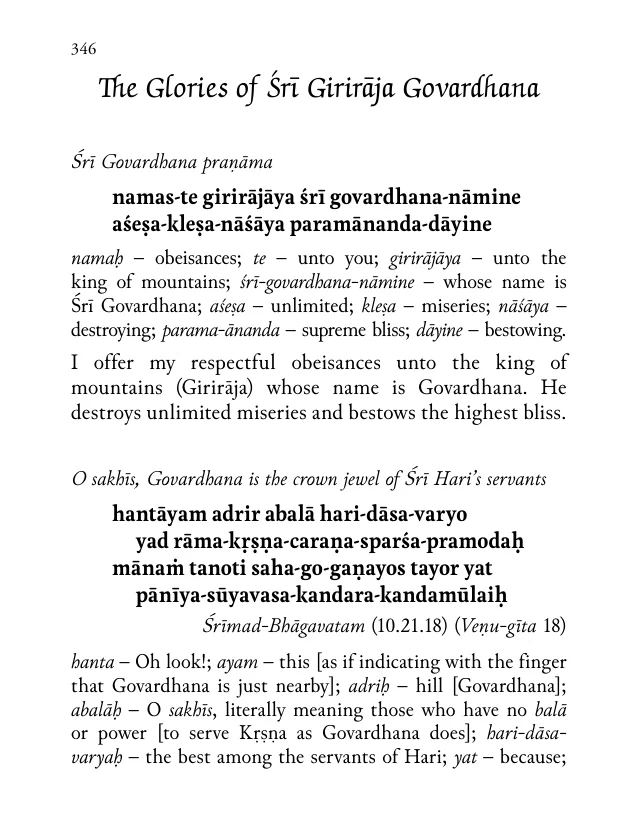 346
The Glories of Śrī Girirāja Govardhana
Śrī Govardhana praṇāma
namas-te girirājāya śrī govardhana-nāmine
aśeṣa-kleṣa-nāśāya paramānanda-dāyine
namaḥ – obeisances; te – unto you; girirājāya – unto the
king of mountains; śrī-govardhana-nāmine – whose name is
Śrī Govardhana; aśeṣa – unlimited; kleṣa – miseries; nāśāya –
destroying; parama-ānanda – supreme bliss; dāyine – bestowing.
I offer my respectful obeisances unto the king of
mountains (Girirāja) whose name is Govardhana. He
destroys unlimited miseries and bestows the highest bliss.
O sakhīs, Govardhana is the crown jewel of Śrī Hari’s servants
hantāyam adrir abalā hari-dāsa-varyo
yad rāma-kṛṣṇa-caraṇa-sparśa-pramodaḥ
mānaṁ tanoti saha-go-gaṇayos tayor yat
pānīya-sūyavasa-kandara-kandamūlaiḥ
Śrīmad-Bhāgavatam (10.21.18) (Veṇu-gīta 18)
hanta – Oh look!; ayam – this [as if indicating with the finger
that Govardhana is just nearby]; adriḥ – hill [Govardhana];
abalāḥ – O sakhīs, literally meaning those who have no balā
or power [to serve Kṛṣṇa as Govardhana does]; hari-dāsa-
varyaḥ – the best among the servants of Hari; yat – because;